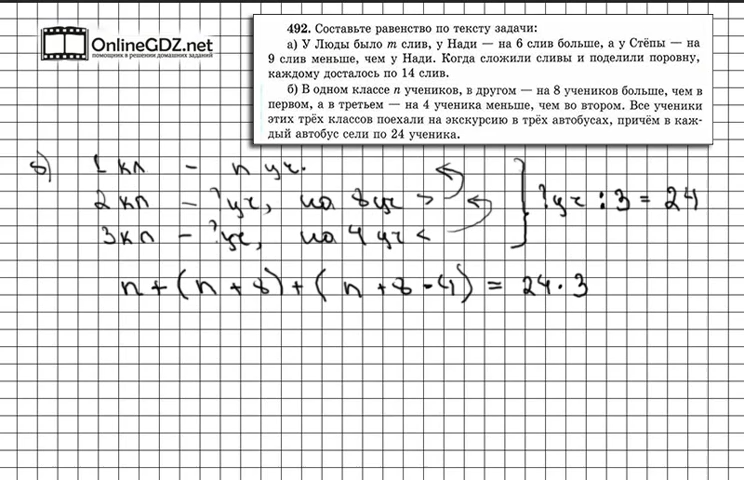 OnlineGDZ.net
помощник в решении домашних заданий
492. Составьте равенство по тексту задачи:
а) У Люды было m слив, у Нади — на 6 слив больше, а у Стёпы — на
9 слив меньше, чем у Нади. Когда сложили сливы и поделили поровну,
каждому досталось по 14 слив.
б) В одном классе n учеников, в другом — на 8 учеников больше, чем в
первом, а в третьем — на 4 ученика меньше, чем во втором. Все ученики
этих трёх классов поехали на экскурсию в трёх автобусах, причём в каж-
дый автобус сели по 24 ученика.
б) 1 кл – n уч.
2 кл – ? уч, на 8 уч >
3 кл – ? уч, на 4 уч <
? уч : 3 = 24
n + (n + 8) + (n + 8 - 4) = 24 · 3